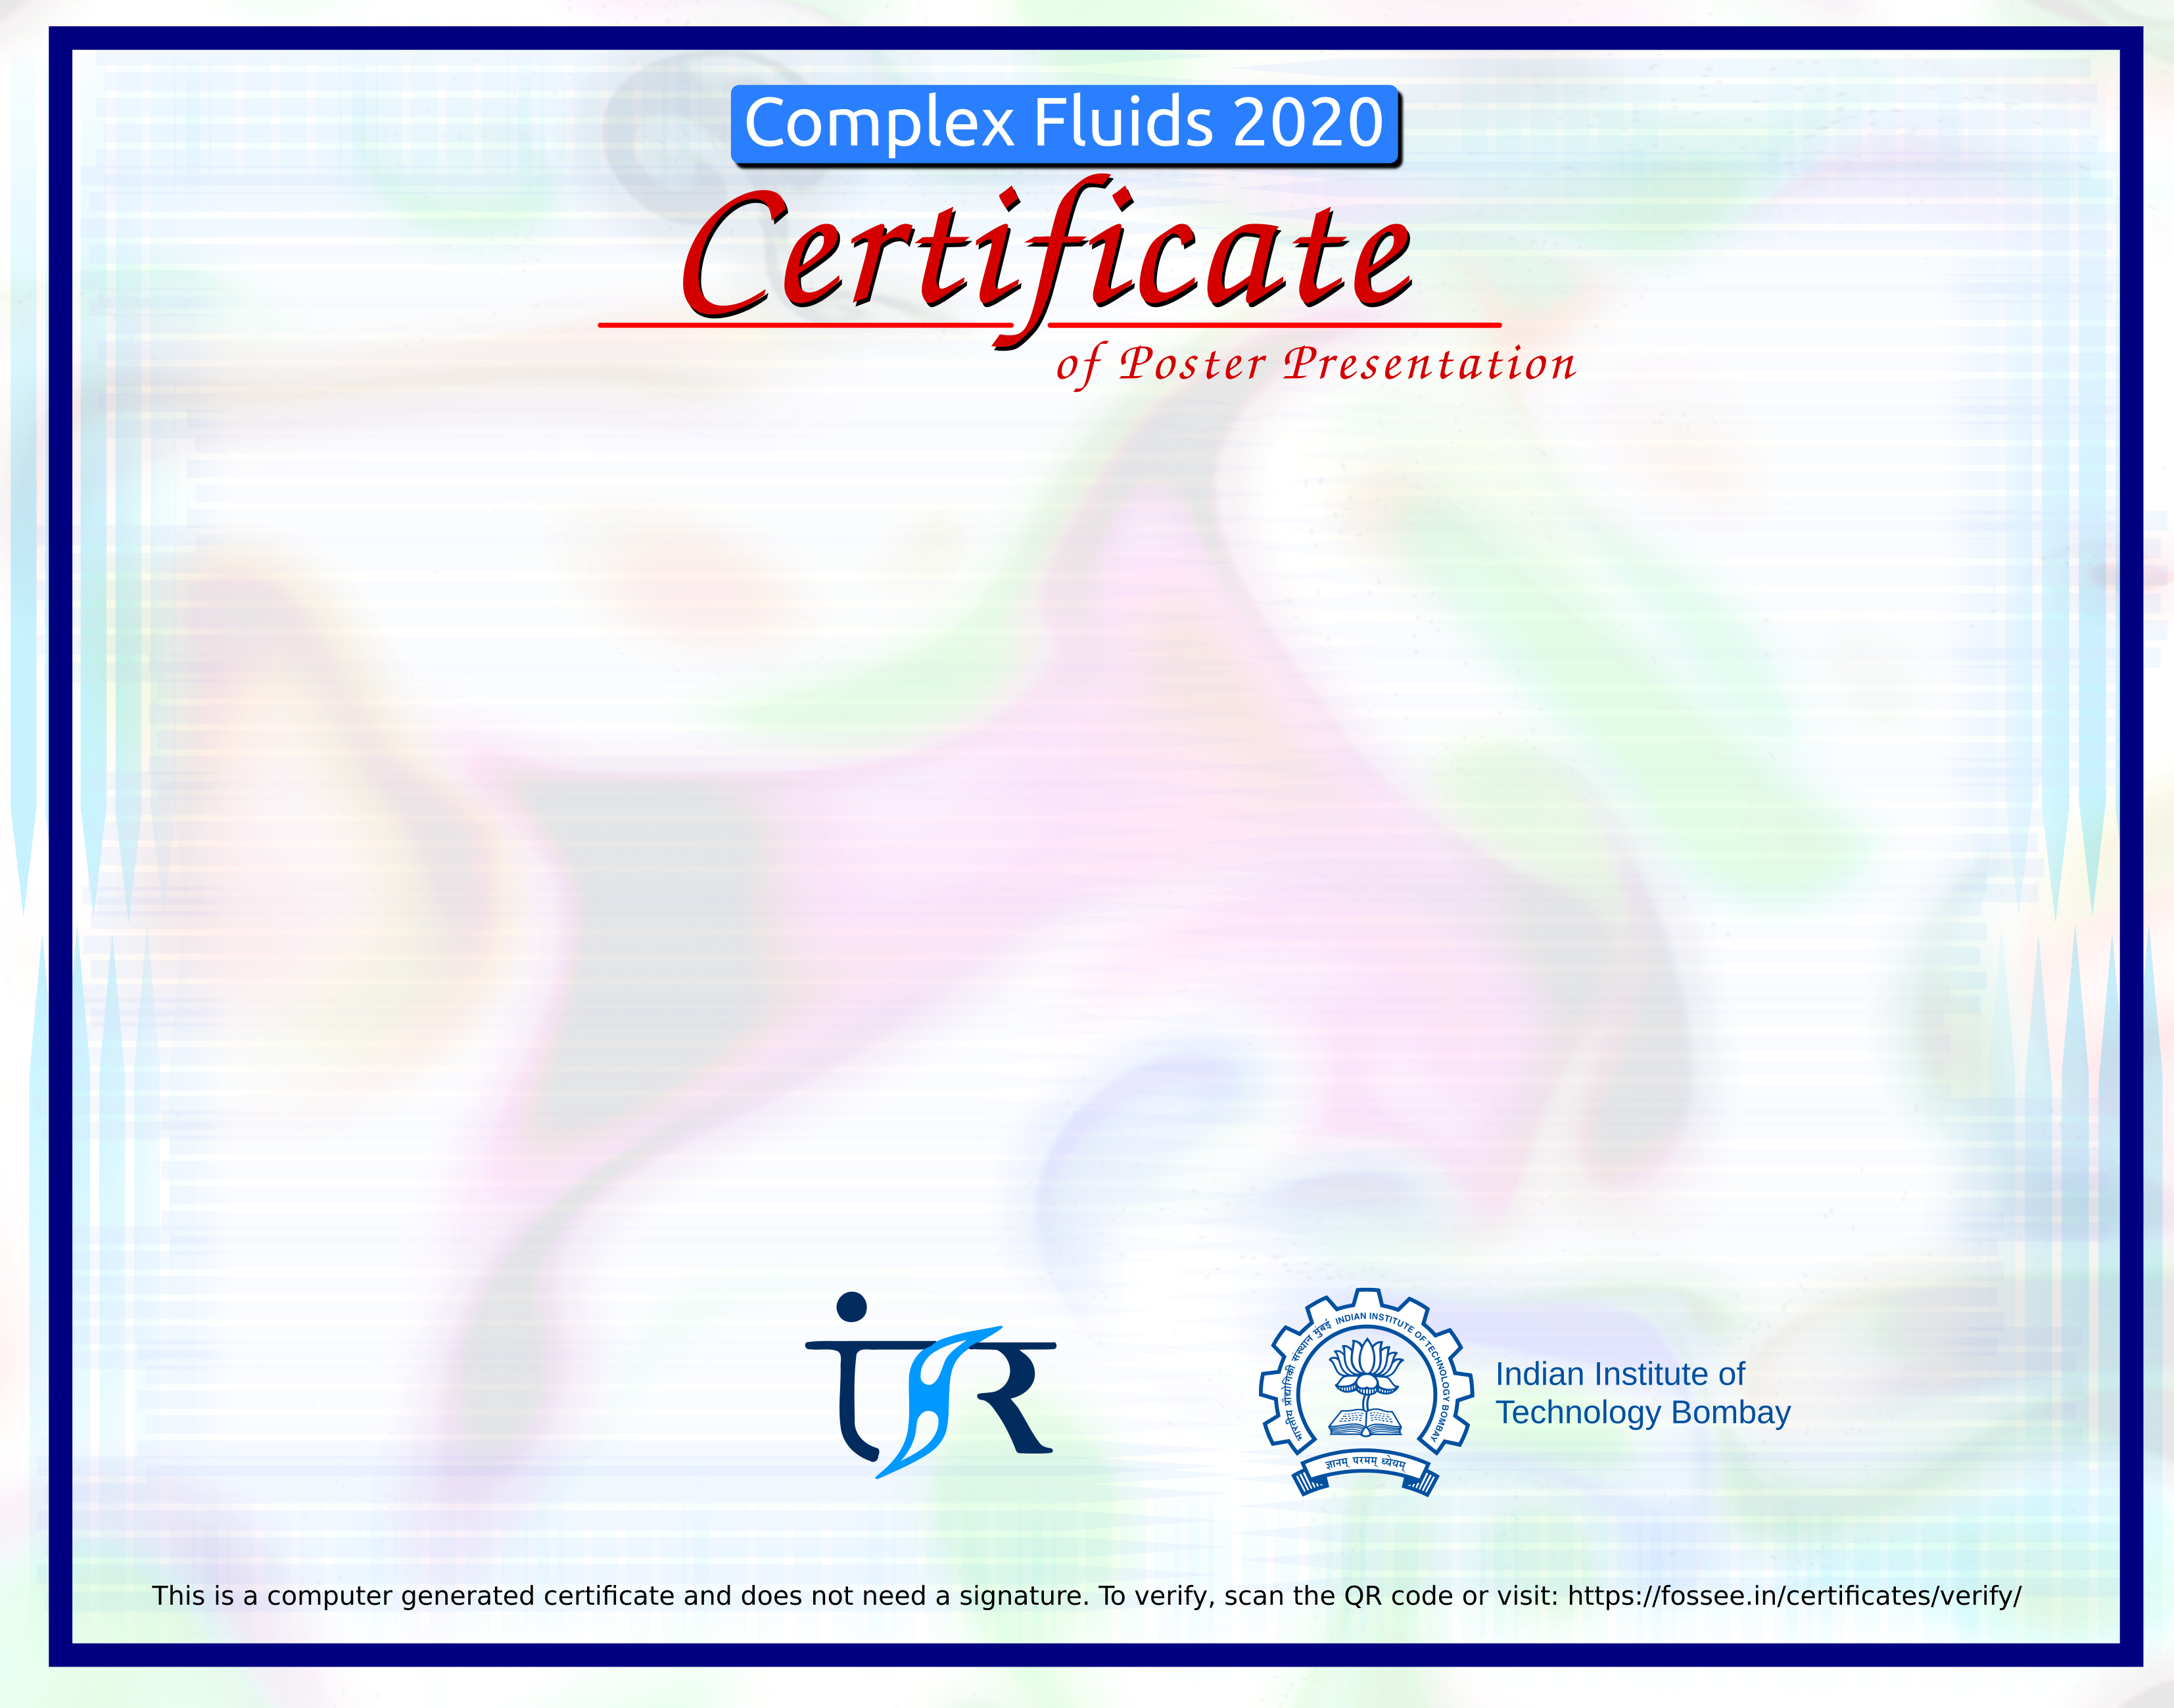 Complex Fluids 2020
Certificate
of Poster Presentation
भारतीय प्रौद्योगिकी संस्थान मुंबई INDIAN INSTITUTE OF TECHNOLOGY BOMBAY
ज्ञानम् परमम् ध्येयम्
Indian Institute of
Technology Bombay
This is a computer generated certificate and does not need a signature. To verify, scan the QR code or visit: https://fossee.in/certificates/verify/